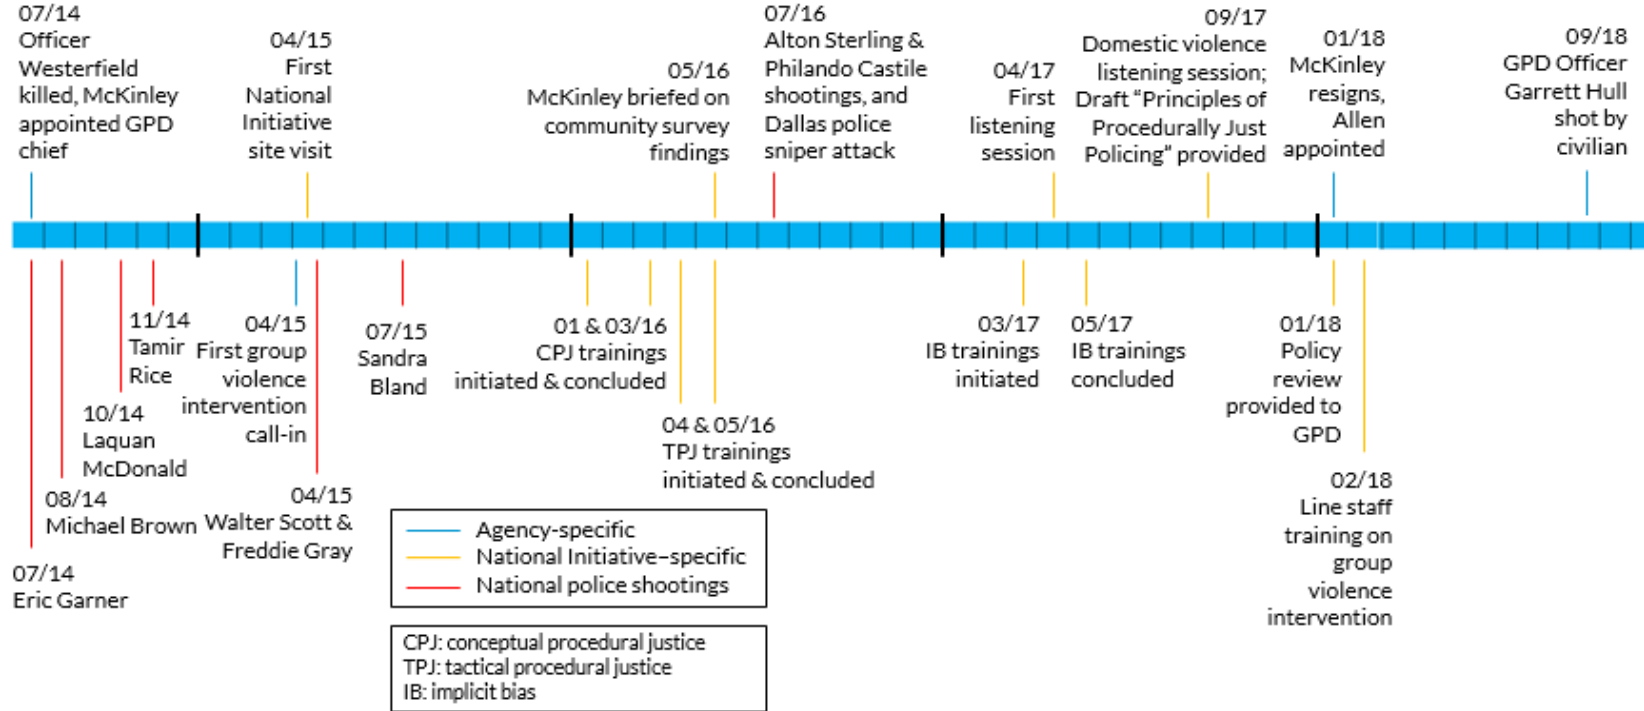 07/14
Officer
Westerfield
killed, McKinley
appointed GPD
chief
04/15
First
National
Initiative
site visit
05/16
McKinley briefed on
community survey
findings
07/16
Alton Sterling &
Philando Castile
shootings, and
Dallas police
sniper attack
04/17
First
listening
session
09/17
Domestic violence
listening session;
Draft “Principles of
Procedurally Just
Policing” provided
01/18
McKinley
resigns,
Allen
appointed
09/18
GPD Officer
Garrett Hull
shot by
civilian
07/14
Eric Garner
08/14
Michael Brown
10/14
Laquan
McDonald
11/14
Tamir
Rice
04/15
First group
violence
intervention
call-in
04/15
Walter Scott &
Freddie Gray
07/15
Sandra
Bland
01 & 03/16
CPJ trainings
initiated & concluded
04 & 05/16
TPJ trainings
initiated & concluded
03/17
IB trainings
initiated
05/17
IB trainings
concluded
01/18
Policy
review
provided to
GPD
02/18
Line staff
training on
group
violence
intervention
Agency-specific
National Initiative–specific
National police shootings
CPJ: conceptual procedural justice
TPJ: tactical procedural justice
IB: implicit bias